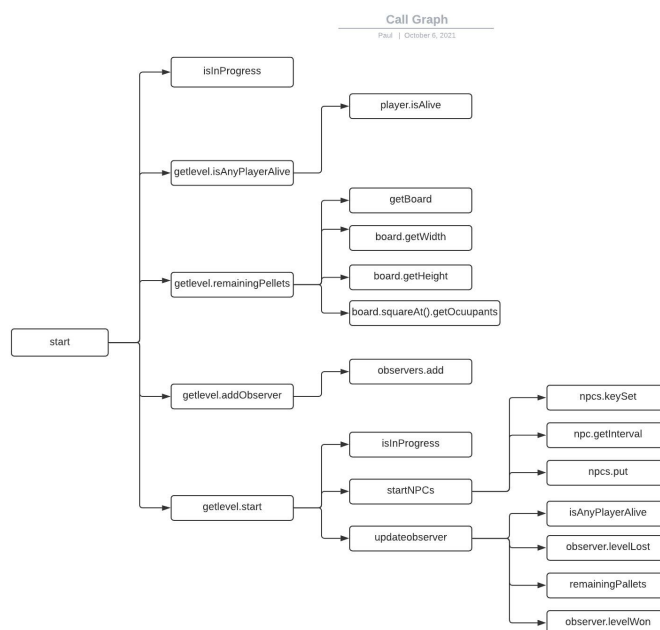 Call Graph
Paul | October 6, 2021
isInProgress
player.isAlive
getlevel.isAnyPlayerAlive
getBoard
board.getWidth
board.getHeight
getlevel.remainingPellets
board.squareAt().getOcuupants
start
observers.add
getlevel.addObserver
npcs.keySet
npc.getInterval
isInProgress
npcs.put
startNPCs
getlevel.start
isAnyPlayerAlive
updateobserver
observer.levelLost
remainingPallets
observer.levelWon